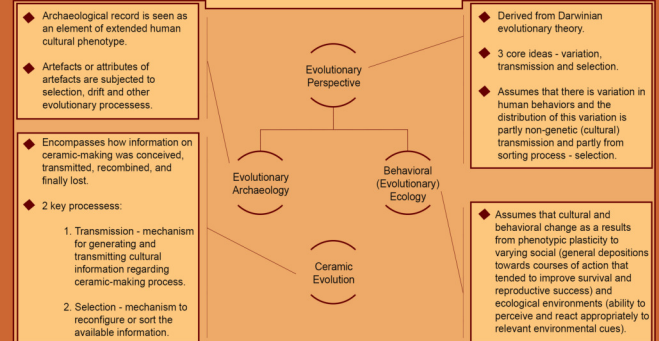 Archaeological record is seen as
an element of extended human
cultural phenotype.
Artefacts or attributes of
artefacts are subjected to
selection, drift and other
evolutionary processess.
Encompasses how information on
ceramic-making was conceived,
transmitted, recombined, and
finally lost.
2 key processess:
1. Transmission - mechanism
for generating and
transmitting cultural
information regarding
ceramic-making process.
2. Selection - mechanism to
reconfigure or sort the
available information.
Evolutionary
Perspective
Evolutionary
Archaeology
Behavioral
(Evolutionary)
Ecology
Ceramic
Evolution
Derived from Darwinian
evolutionary theory.
3 core ideas - variation,
transmission and selection.
Assumes that there is variation in
human behaviors and the
distribution of this variation is
partly non-genetic (cultural)
transmission and partly from
sorting process - selection.
Assumes that cultural and
behavioral change as a results
from phenotypic plasticity to
varying social (general depositions
towards courses of action that
tended to improve survival and
reproductive success) and
ecological environments (ability to
perceive and react appropriately to
relevant environmental cues).